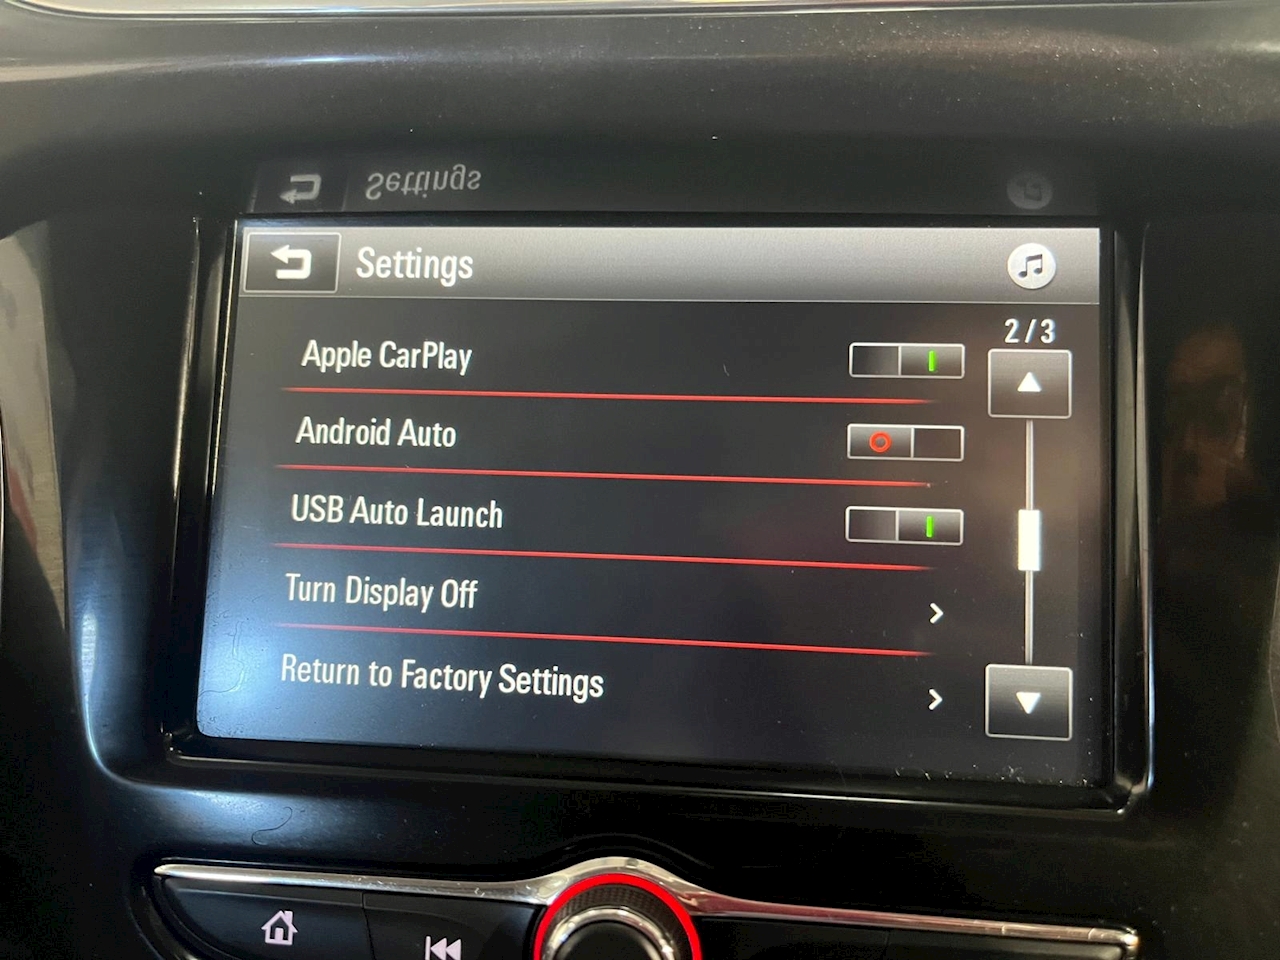 Settings
Settings
2/3
Apple CarPlay
Android Auto
USB Auto Launch
Turn Display Off
Return to Factory Settings